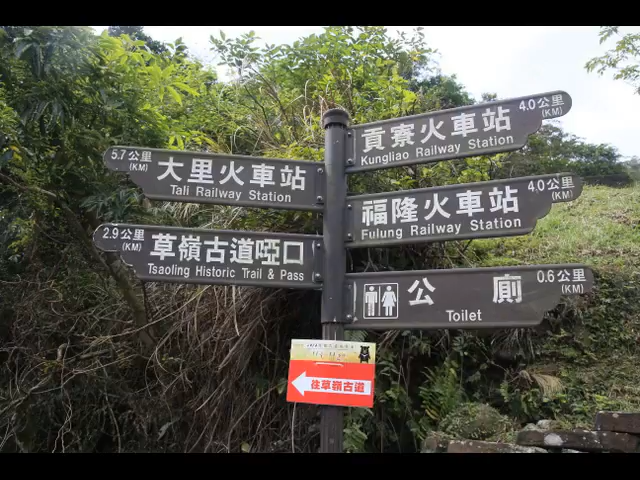 5.7公里
(KM)
大里火車站
Tali Railway Station
2.9公里
(KM)
草嶺古道啞口
Tsaoling Historic Trail & Pass
貢寮火車站
4.0公里
(KM)
Kungliao Railway Station
福隆火車站
4.0公里
(KM)
Fulung Railway Station
公廁
0.6公里
(KM)
Toilet
往草嶺古道